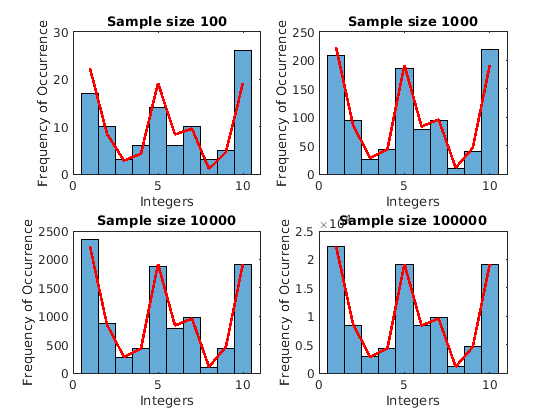 Sample size 100
30
20
10
0
0
5
10
Frequency of Occurrence
Integers
Sample size 1000
250
200
150
100
50
0
0
5
10
Frequency of Occurrence
Integers
Sample size 10000
2500
2000
1500
1000
500
0
0
5
10
Frequency of Occurrence
Integers
Sample size 100000
2.5
2
1.5
1
0.5
0
0
5
10
Frequency of Occurrence
Integers